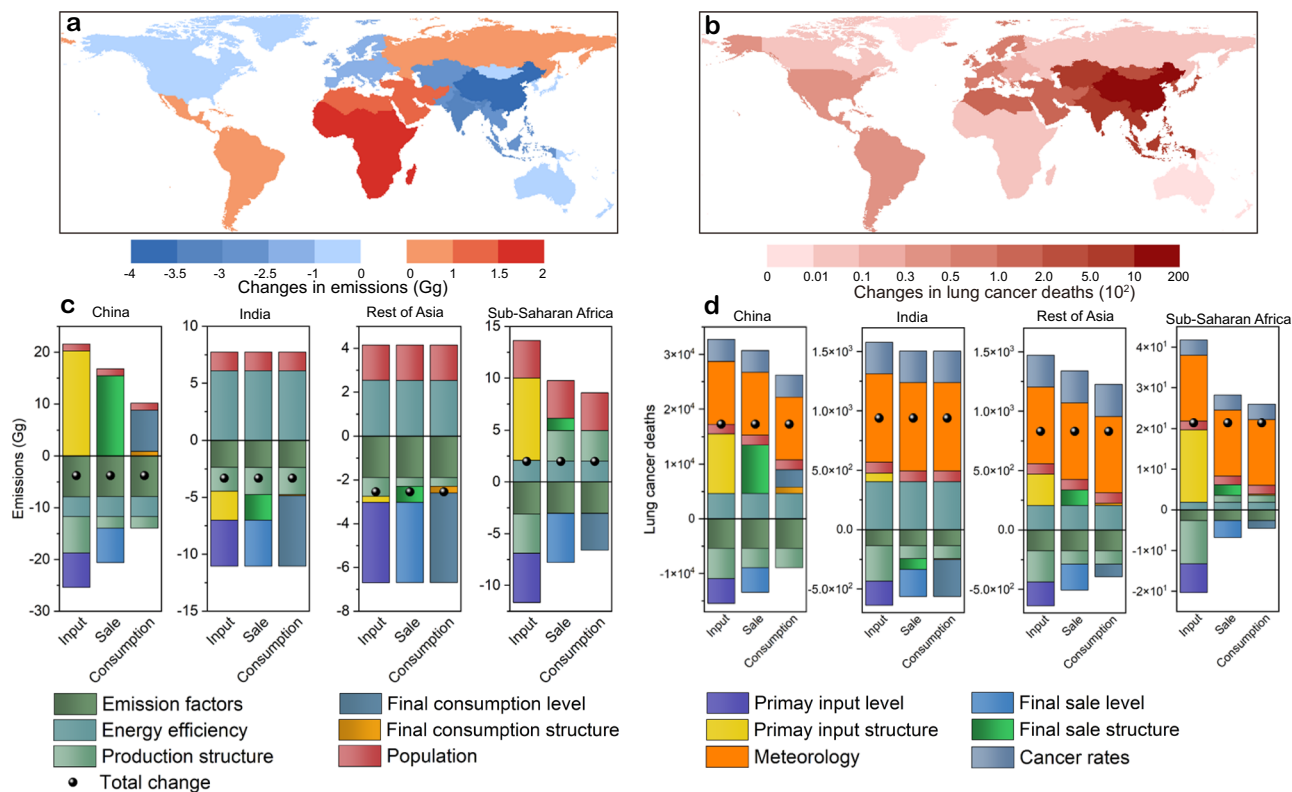 a
b
-4 -3.5 -3 -2.5 -1 0 0 1 1.5 2
Changes in emissions (Gg)
0 0.01 0.1 0.3 0.5 1.0 2.0 5.0 10 200
Changes in lung cancer deaths (10²)
c
China India Rest of Asia Sub-Saharan Africa
Emissions (Gg)
20
10
0
-10
-20
-30
10
5
0
-5
-10
-15
4
2
0
-2
-4
-6
-8
15
10
5
0
-5
-10
Input Sale Consumption
Input Sale Consumption
Input Sale Consumption
Input Sale Consumption
d
China India Rest of Asia Sub-Saharan Africa
Lung cancer deaths
3×10⁴
2×10⁴
1×10⁴
0
-1×10⁴
1.5×10³
1.0×10³
5.0×10²
0.0
-5.0×10²
1.5×10³
1.0×10³
5.0×10²
0.0
-5.0×10²
4×10¹
3×10¹
2×10¹
1×10¹
0
-1×10¹
-2×10¹
Input Sale Consumption
Input Sale Consumption
Input Sale Consumption
Input Sale Consumption
Emission factors
Energy efficiency
Production structure
Total change
Final consumption level
Final consumption structure
Population
Primay input level
Primay input structure
Meteorology
Final sale level
Final sale structure
Cancer rates